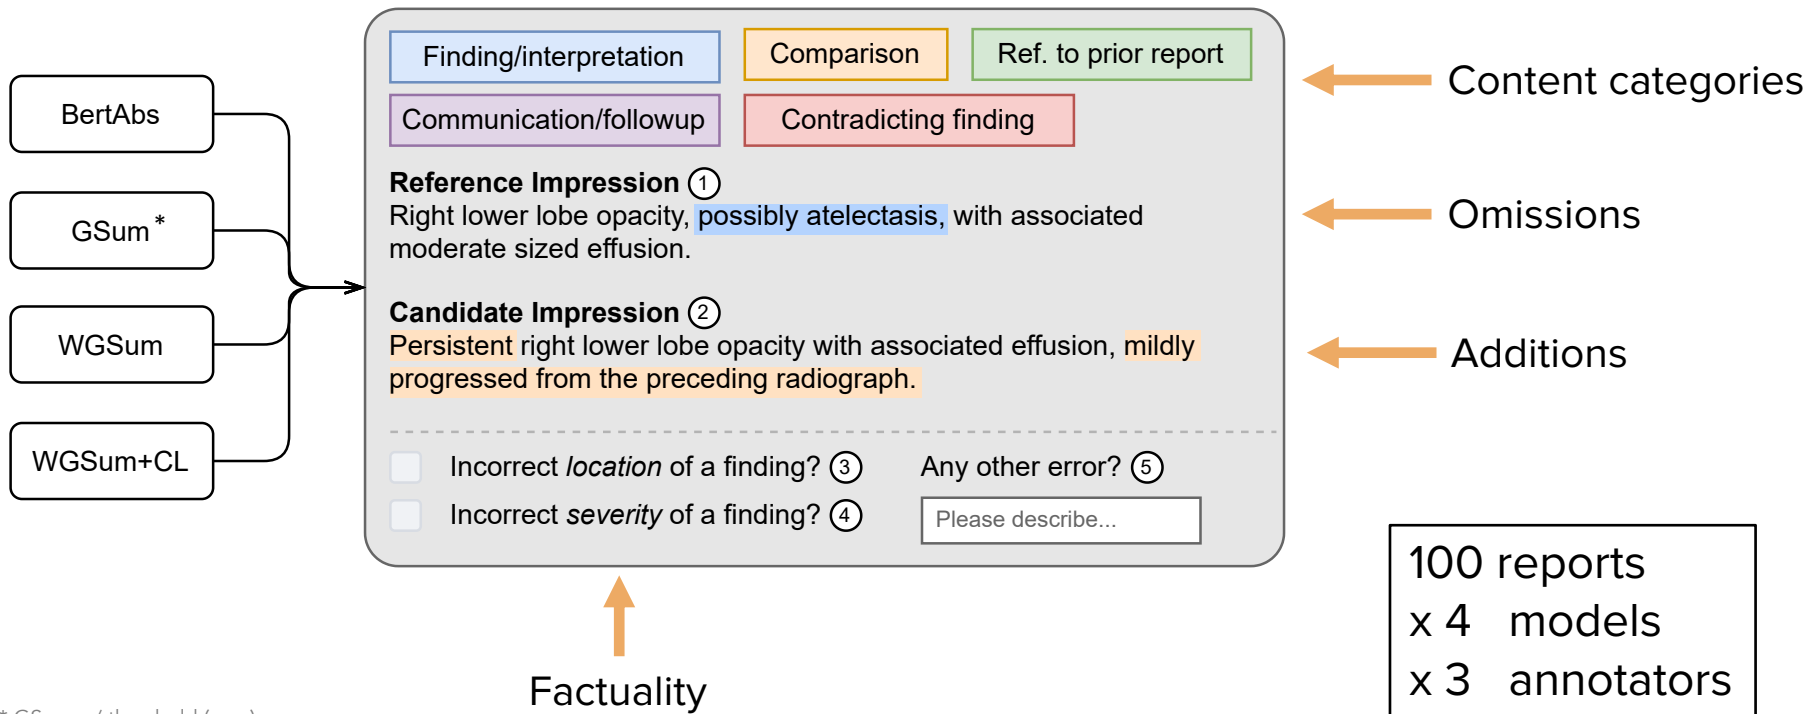 BertAbs
GSum*
WGSum
WGSum+CL
Finding/interpretation
Comparison
Ref. to prior report
Communication/followup
Contradicting finding
Reference Impression 1
Right lower lobe opacity, possibly atelectasis, with associated
moderate sized effusion.
Candidate Impression 2
Persistent right lower lobe opacity with associated effusion, mildly
progressed from the preceding radiograph.
Incorrect location of a finding? 3
Incorrect severity of a finding? 4
Any other error? 5
Please describe...
Content categories
Omissions
Additions
Factuality
100 reports
x 4 models
x 3 annotators